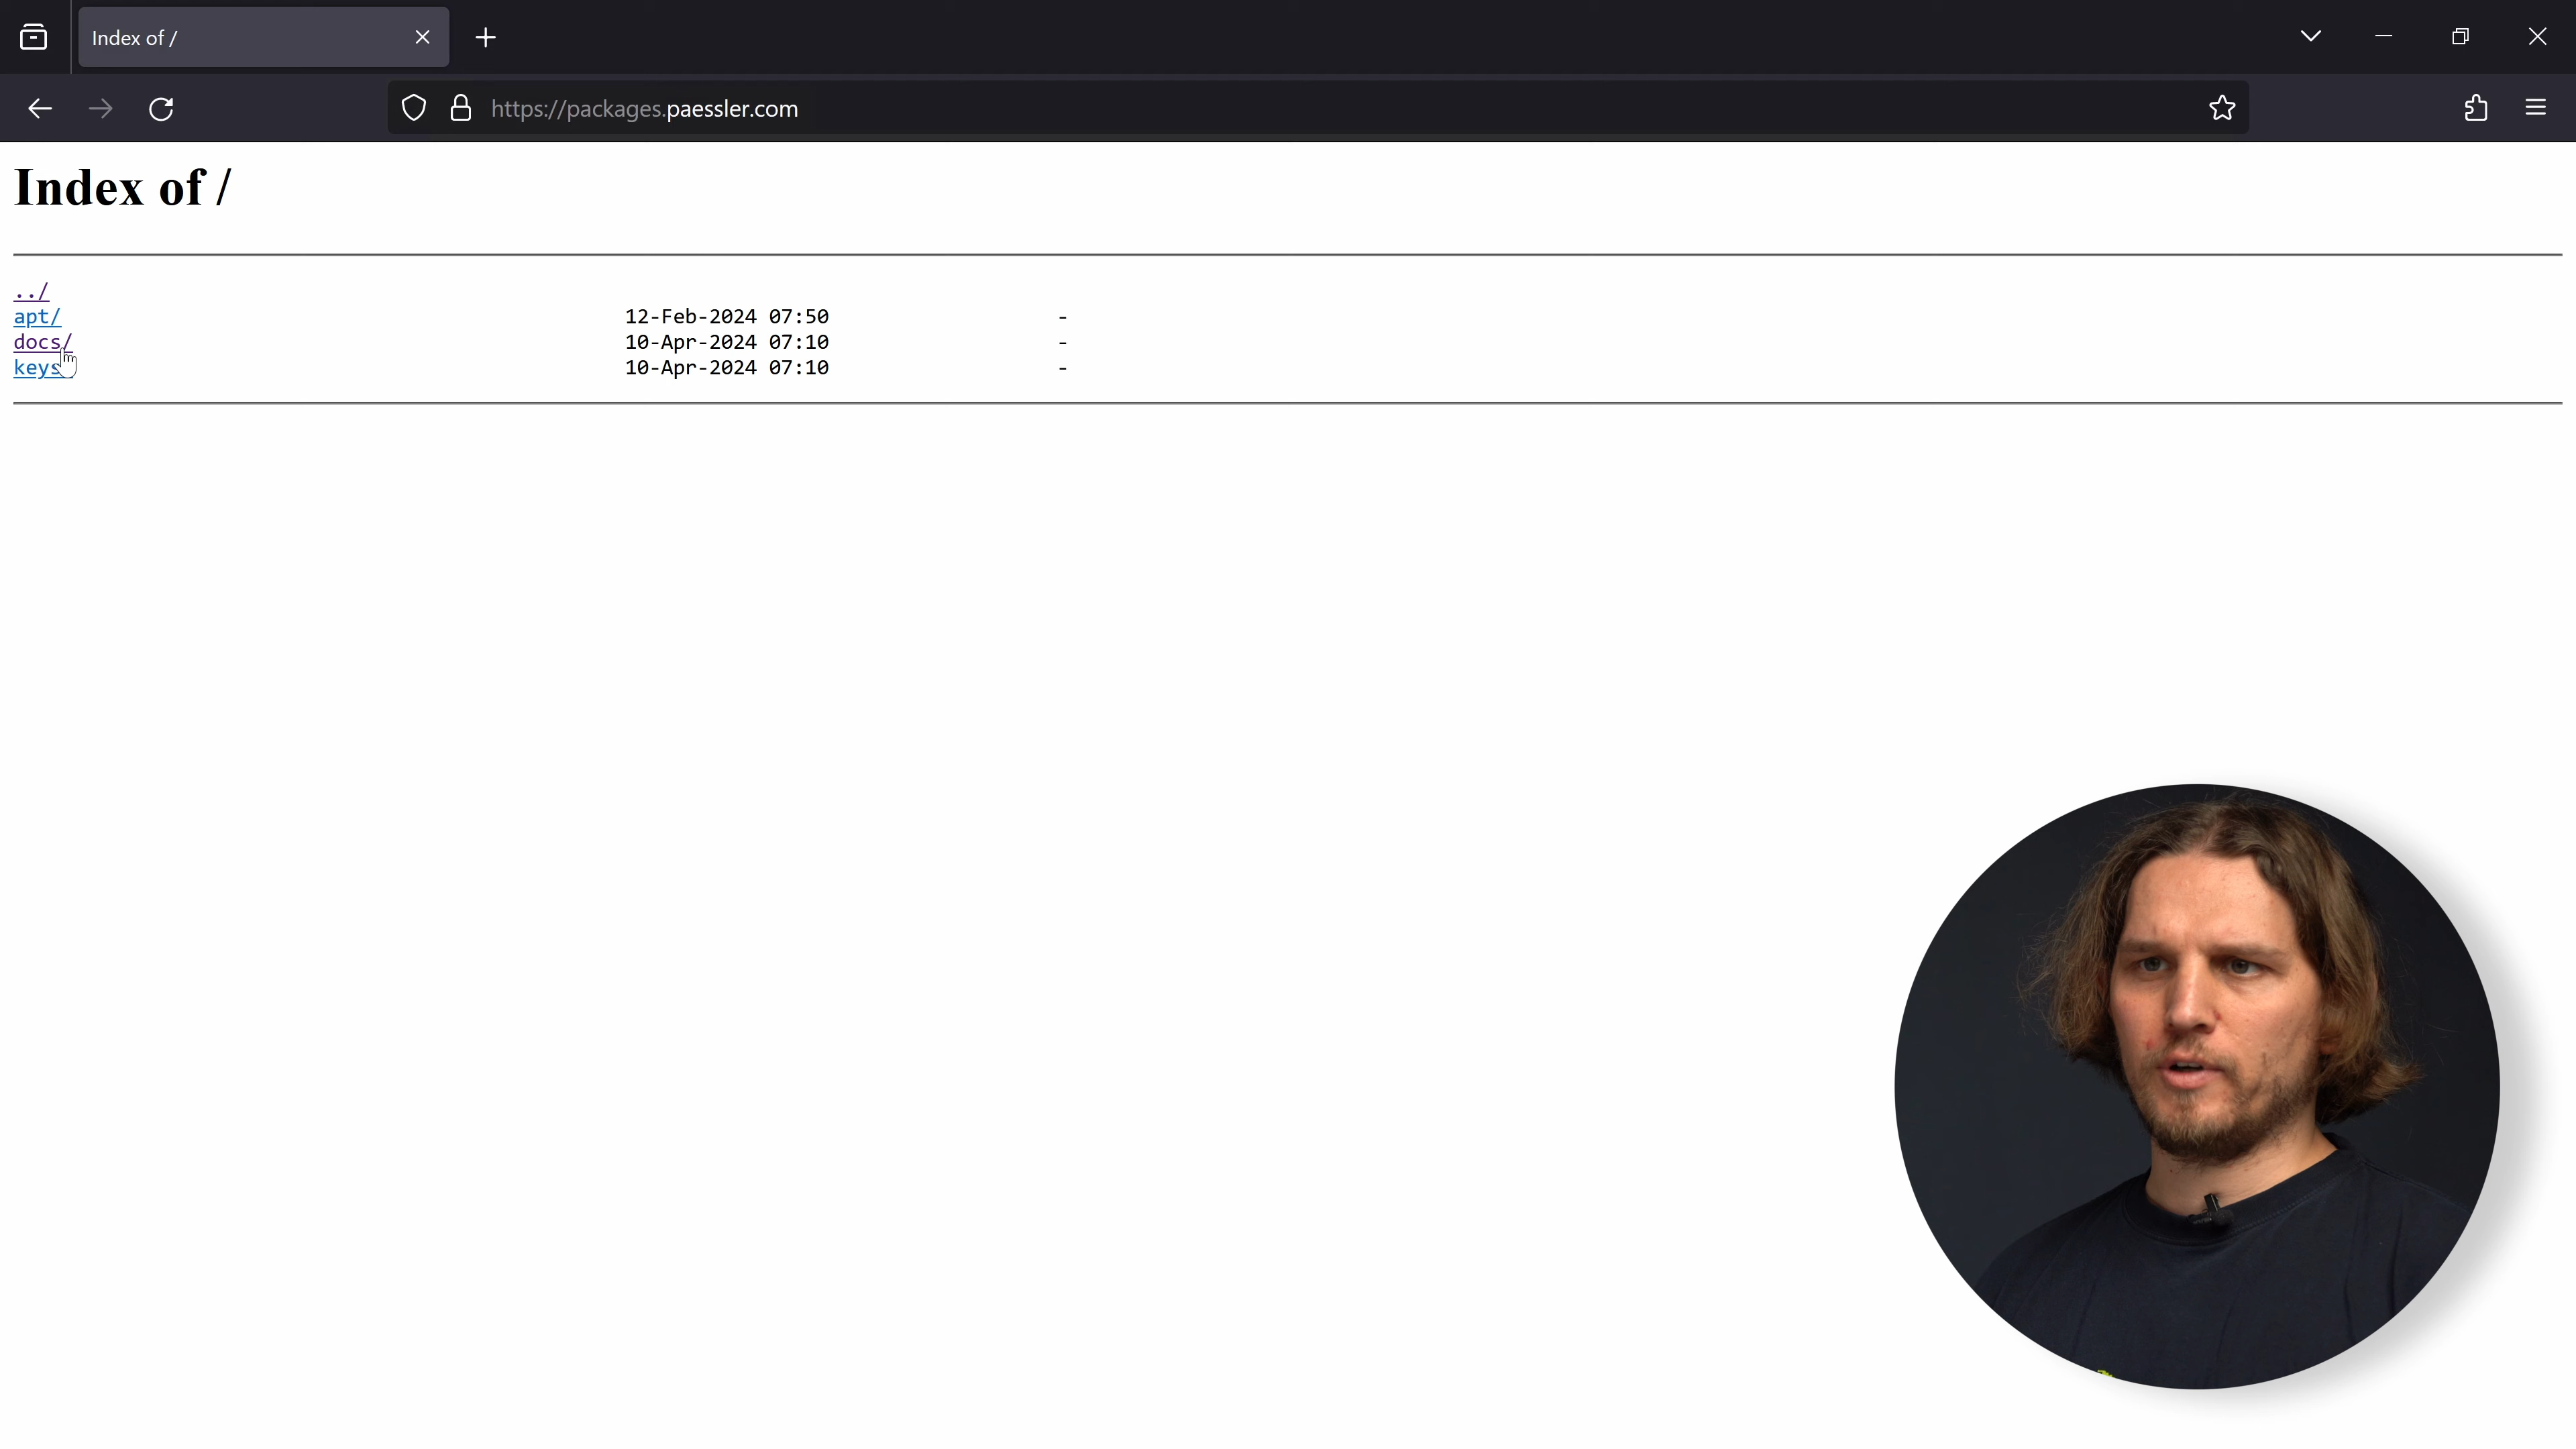 Index of /
https://packages.paessler.com
Index of /
../
apt/ 12-Feb-2024 07:50 -
docs/ 10-Apr-2024 07:10 -
keys/ 10-Apr-2024 07:10 -